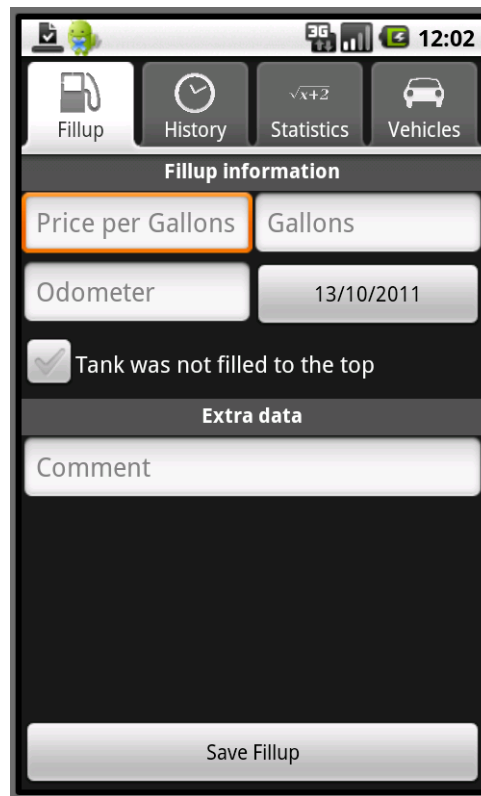 3G 12:02
Fillup History √x+2 Statistics Vehicles
Fillup information
Price per Gallons Gallons
Odometer 13/10/2011
Tank was not filled to the top
Extra data
Comment
Save Fillup